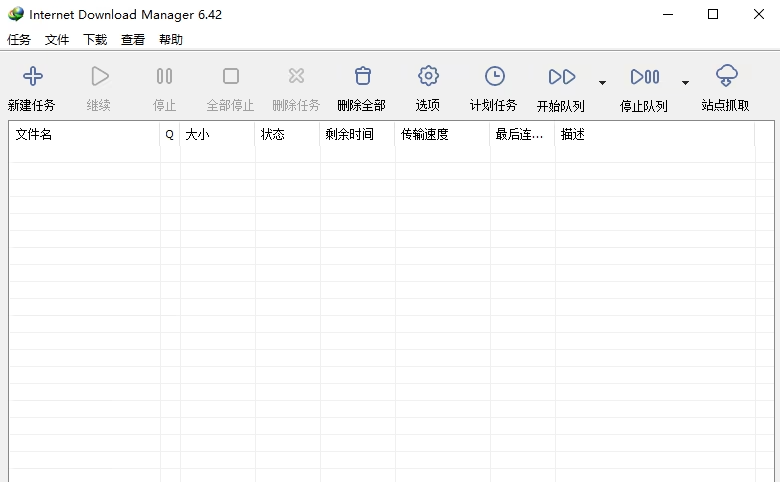 Internet Download Manager 6.42
任务 文件 下载 查看 帮助
新建任务 继续 停止 全部停止 删除任务 删除全部 选项 计划任务 开始队列 停止队列 站点抓取
文件名 Q 大小 状态 剩余时间 传输速度 最后连... 描述